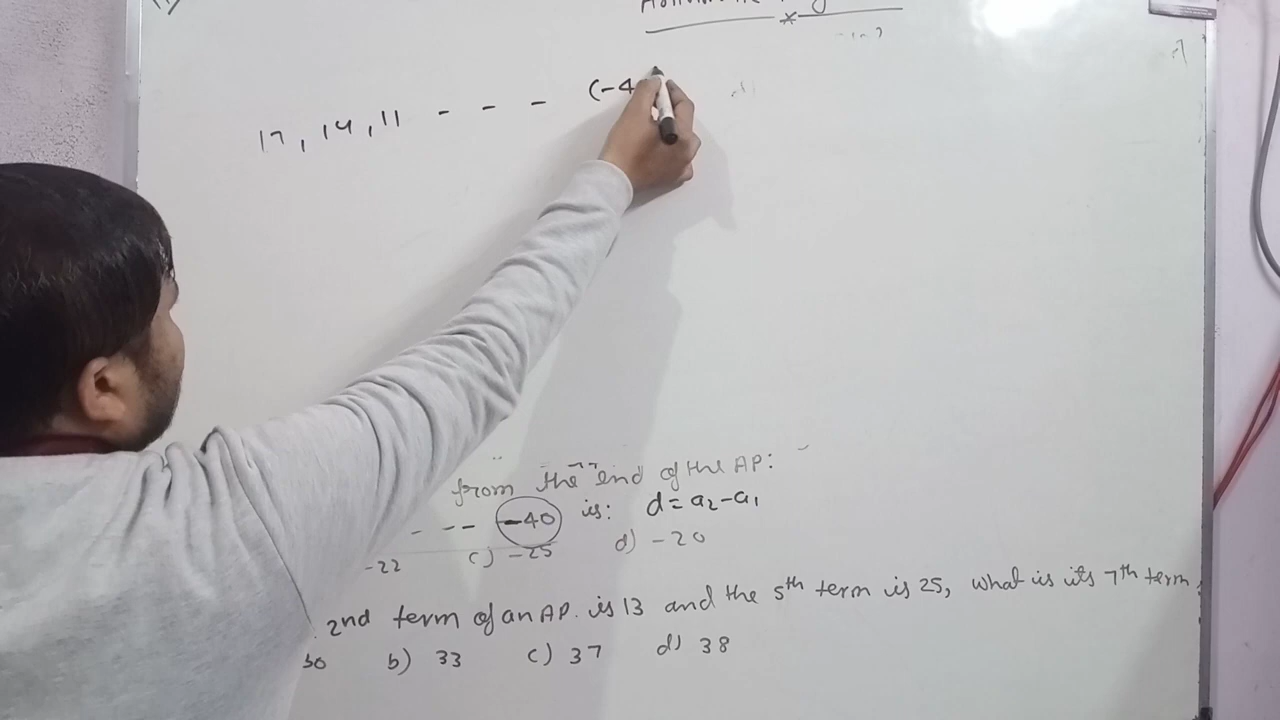 17, 14, 11 - - - (-4
from the end of the AP:
- -- -40 is: d = a₂-a₁
-22 c) -25 d) -20
2nd term of an AP. is 13 and the 5th term is 25, what is its 7th term
30 b) 33 c) 37 d) 38